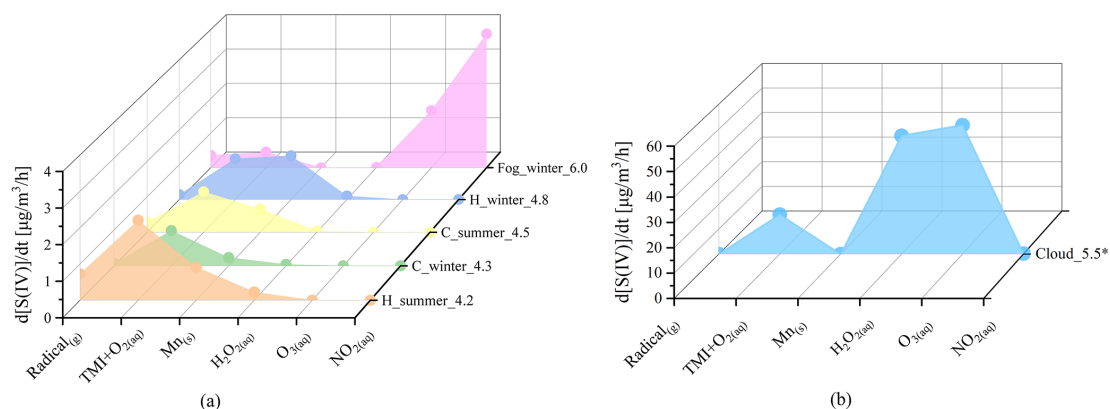 d[S(IV)]/dt [μg/m³/h]
4
3
2
1
0
Fog_winter_6.0
H_winter_4.8
C_summer_4.5
C_winter_4.3
H_summer_4.2
Radical(g)
TMI+O₂(aq)
Mn(s)
H₂O₂(aq)
O₃(aq)
NO₂(aq)
(a)
d[S(IV)]/dt [μg/m³/h]
60
50
40
30
20
10
0
Cloud_5.5*
Radical(g)
TMI+O₂(aq)
Mn(s)
H₂O₂(aq)
O₃(aq)
NO₂(aq)
(b)